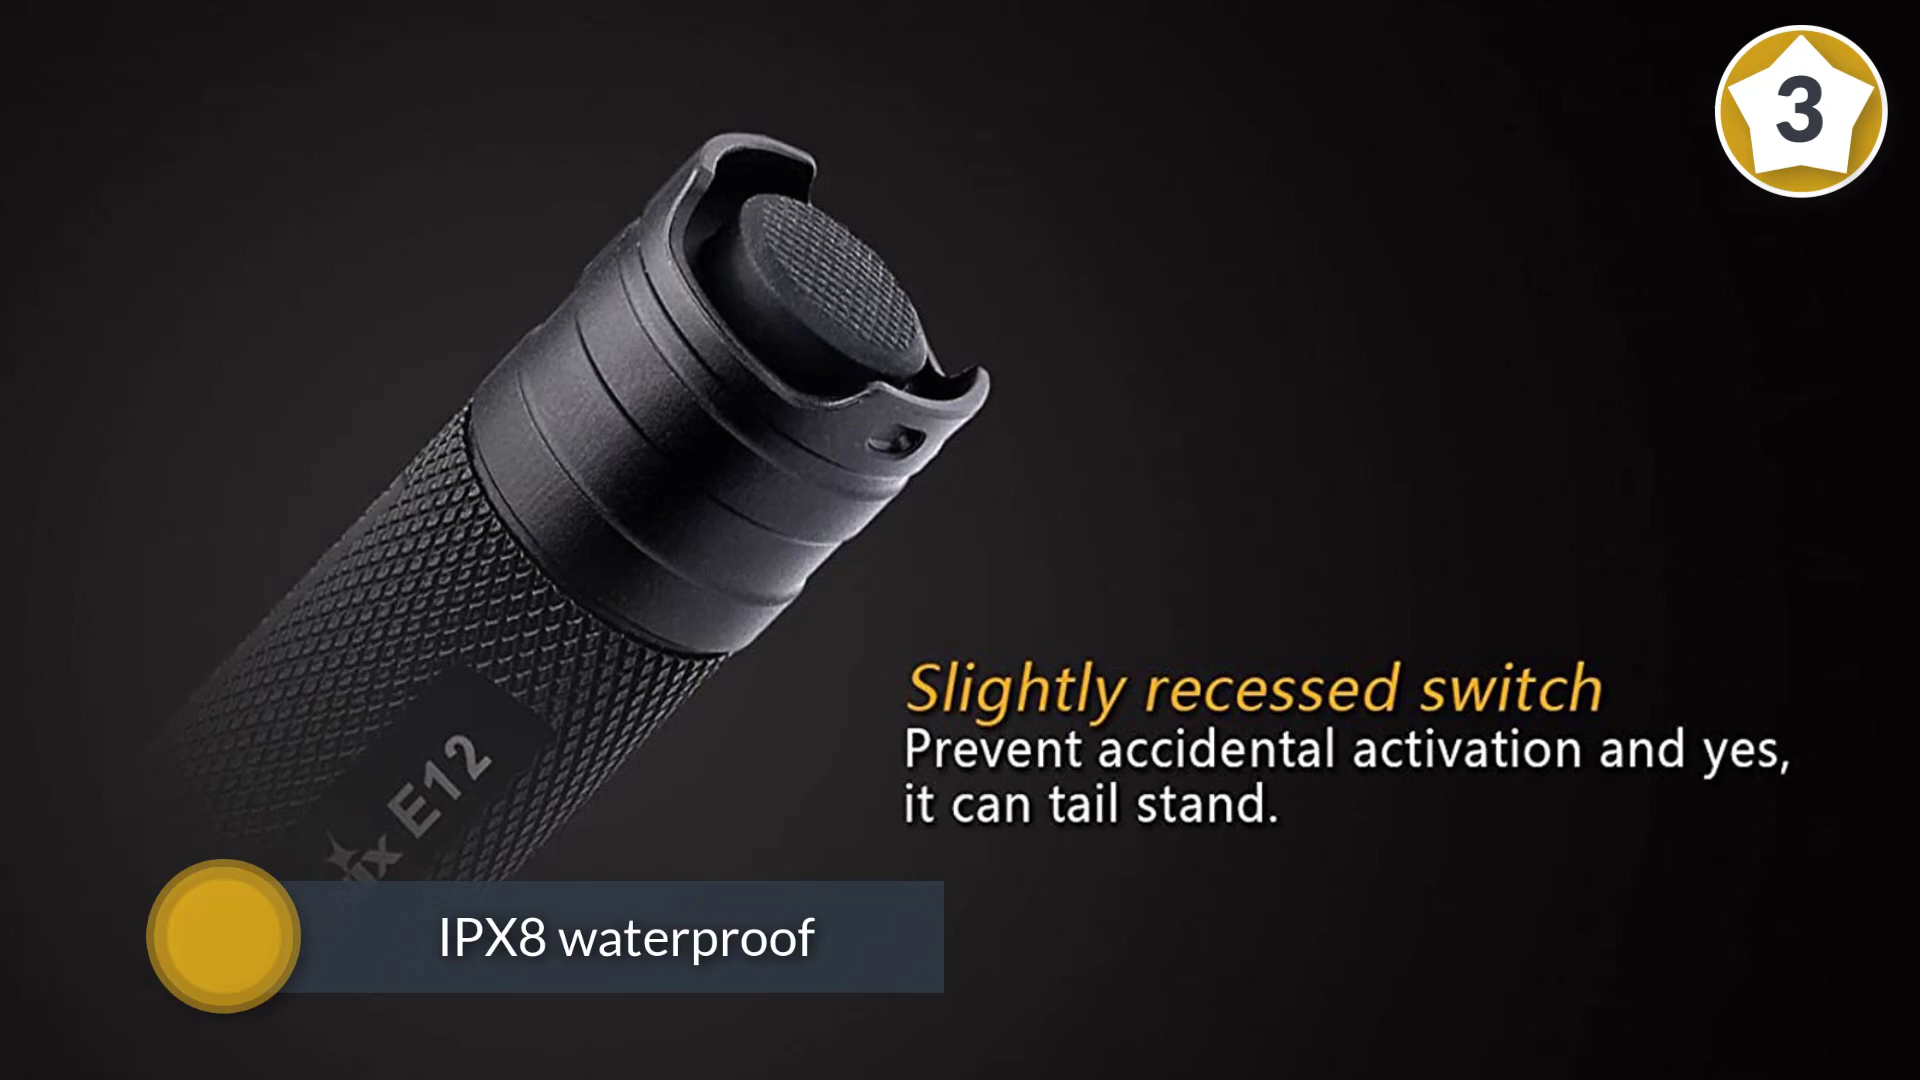 3
Slightly recessed switch
Prevent accidental activation and yes,
it can tail stand.
E12
IPX8 waterproof